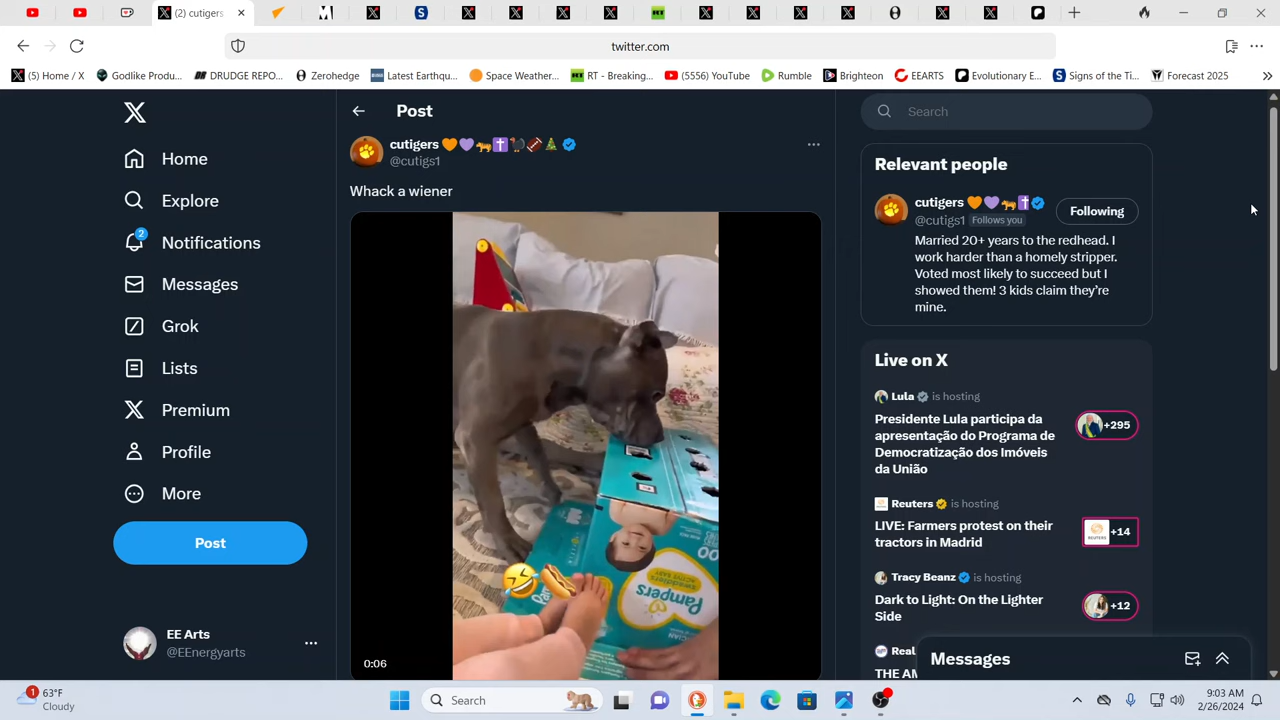 (2) cutigers
twitter.com
(5) Home / X
Godlike Produ...
DRUDGE REPO...
Zerohedge
Latest Earthqu...
Space Weather...
RT - Breaking...
(5556) YouTube
Rumble
Brighteon
EEARTS
Evolutionary E...
Signs of the Ti...
Forecast 2025
Home
Explore
2
Notifications
Messages
Grok
Lists
Premium
Profile
More
Post
EE Arts
@EEnergyarts
Post
cutigers
@cutigs1
Whack a wiener
Pampers
swaddlers
0:06
Search
Relevant people
cutigers
@cutigs1 Follows you
Following
Married 20+ years to the redhead. I
work harder than a homely stripper.
Voted most likely to succeed but I
showed them! 3 kids claim they’re
mine.
Live on X
Lula is hosting
Presidente Lula participa da
apresentação do Programa de
Democratização dos Imóveis
da União
+295
Reuters is hosting
LIVE: Farmers protest on their
tractors in Madrid
+14
Tracy Beanz is hosting
Dark to Light: On the Lighter
Side
+12
Real
THE AM
Messages
1
63°F
Cloudy
Search
9:03 AM
2/26/2024